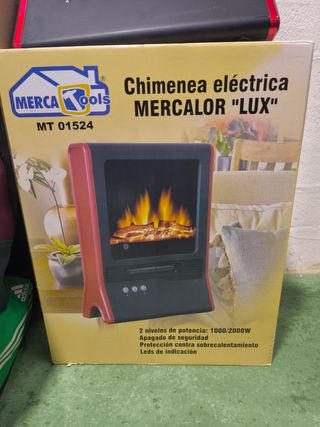 MERCA Tools
®
MT 01524
Chimenea eléctrica
MERCALOR "LUX"
2 niveles de potencia: 1000/2000W
Apagado de seguridad
Protección contra sobrecalentamiento
Leds de indicación
adidas